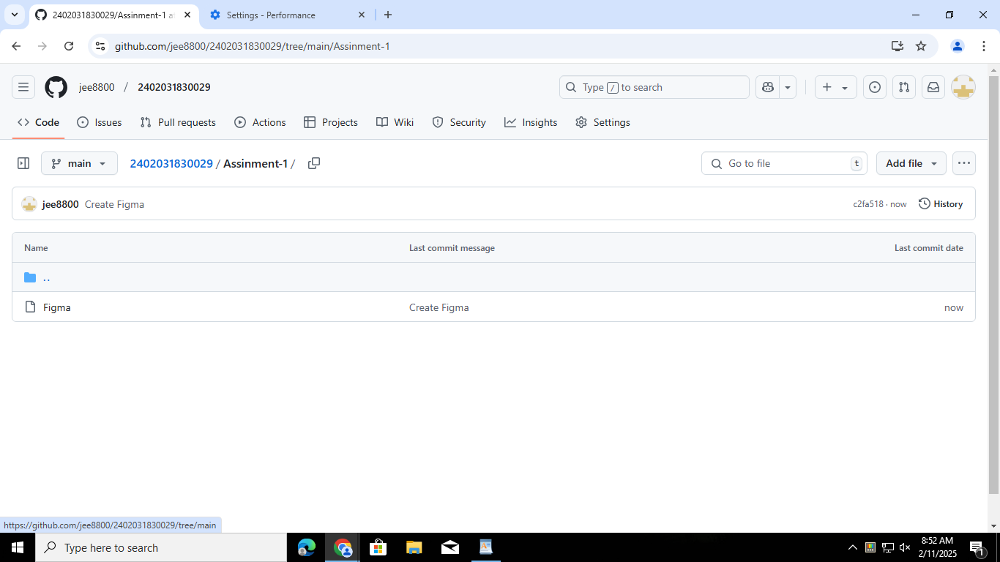 2402031830029/Assinment-1 at
Settings - Performance
github.com/jee8800/2402031830029/tree/main/Assinment-1
jee8800 / 2402031830029
Type / to search
Code
Issues
Pull requests
Actions
Projects
Wiki
Security
Insights
Settings
main
2402031830029 / Assinment-1 /
Go to file
t
Add file
jee8800 Create Figma
c2fa518 · now
History
Name Last commit message Last commit date
..
Figma Create Figma now
https://github.com/jee8800/2402031830029/tree/main
Type here to search
8:52 AM
2/11/2025
1